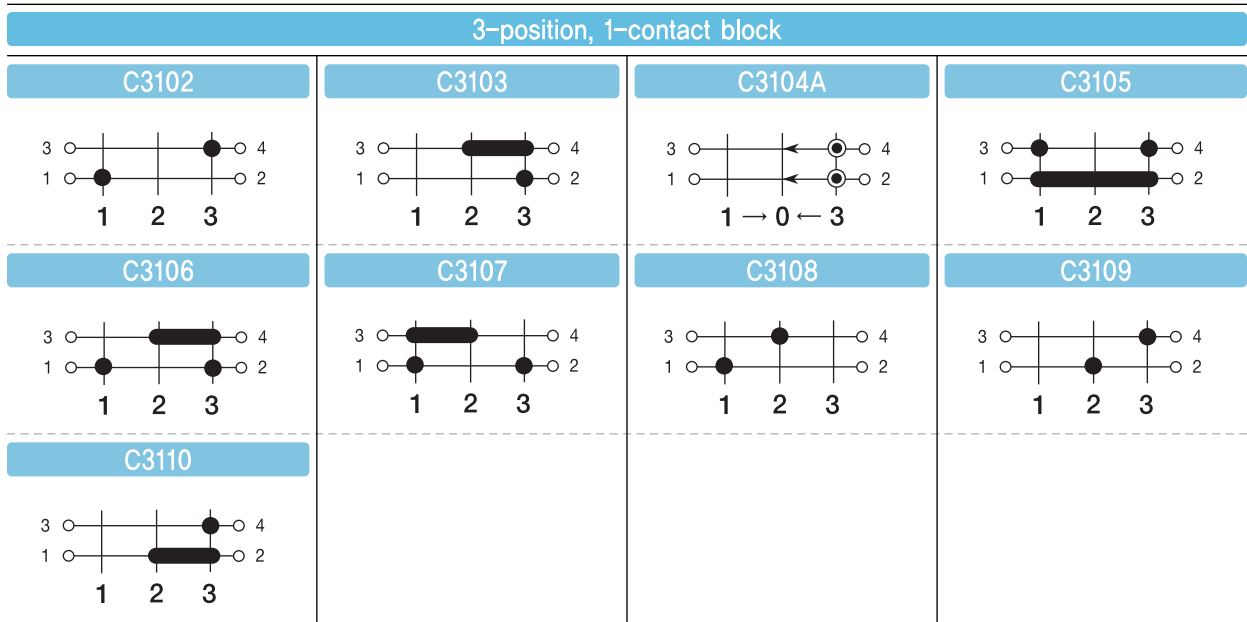 3-position, 1-contact block
C3102 C3103 C3104A C3105
3 4 3 4 3 4 3 4
1 2 1 2 1 2 1 2
1 2 3 1 2 3 1 → 0 ← 3 1 2 3
C3106 C3107 C3108 C3109
3 4 3 4 3 4 3 4
1 2 1 2 1 2 1 2
1 2 3 1 2 3 1 2 3 1 2 3
C3110
3 4
1 2
1 2 3